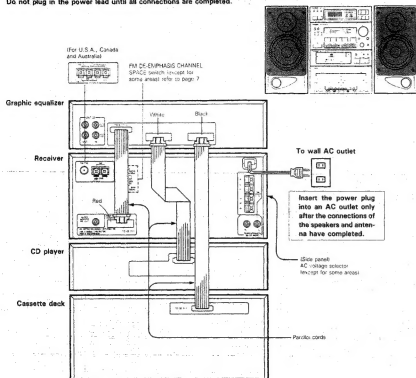 Do not plug in the power lead until all connections are completed.
(For U.S.A., Canada
and Australia)
FM DE-EMPHASIS CHANNEL
SPACE switch (except for
some areas) refer to page 7
Graphic equalizer
White
Black
To wall AC outlet
Receiver
Insert the power plug
into an AC outlet only
after the connections of
the speakers and anten-
na have completed.
Red
(Side panel)
AC voltage selector
(except for some areas)
CD player
Cassette deck
Parallel cords